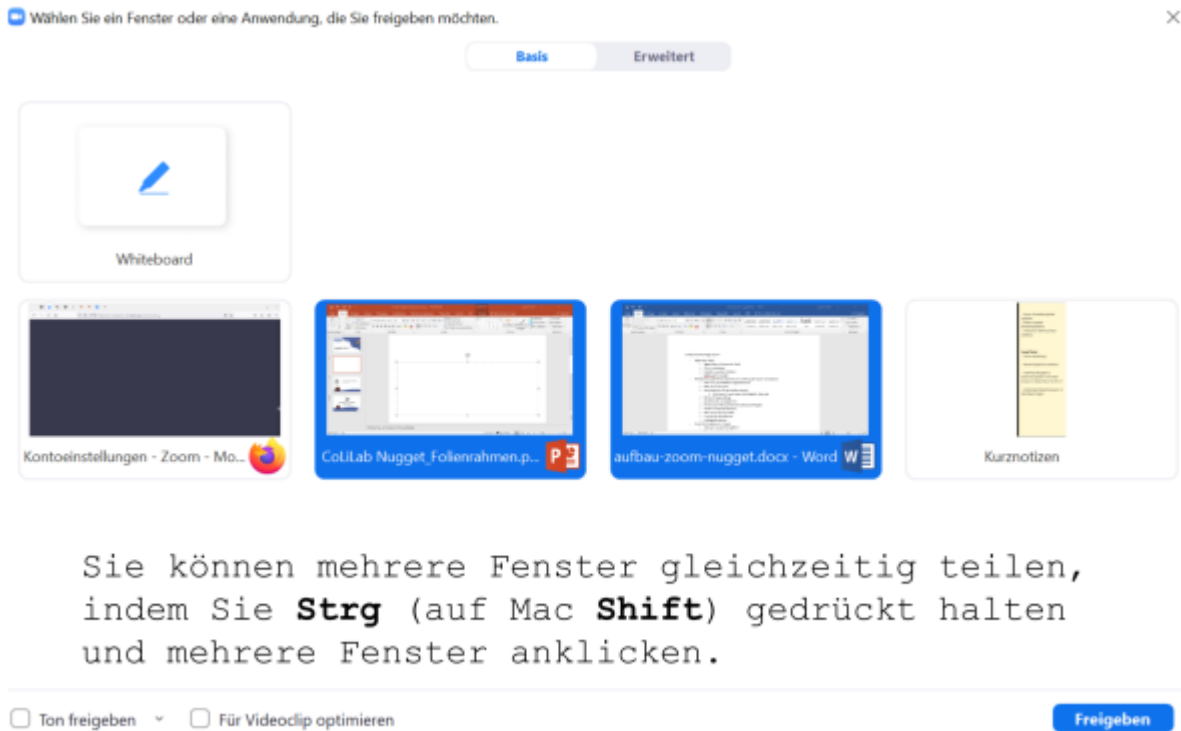 Wählen Sie ein Fenster oder eine Anwendung, die Sie freigeben möchten.
Basis Erweitert
Whiteboard
Kontoeinstellungen - Zoom - Mo...
CoLiLab Nugget_Folienrahmen.p...
aufbau-zoom-nugget.docx - Word
Kurznotizen
Sie können mehrere Fenster gleichzeitig teilen,
indem Sie Strg (auf Mac Shift) gedrückt halten
und mehrere Fenster anklicken.
Ton freigeben Für Videoclip optimieren Freigeben